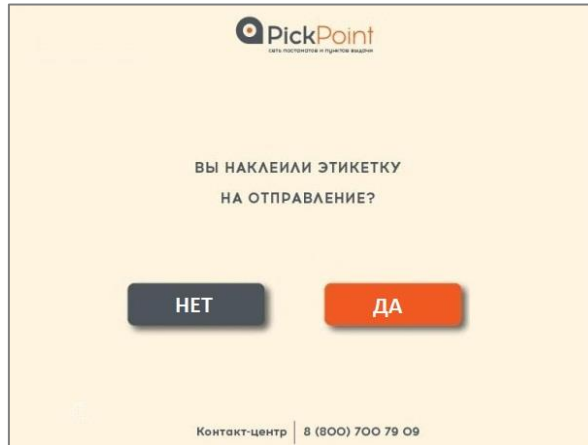 PickPoint
сеть постаматов и пунктов выдачи
ВЫ НАКЛЕИЛИ ЭТИКЕТКУ
НА ОТПРАВЛЕНИЕ?
НЕТ ДА
Контакт-центр | 8 (800) 700 79 09